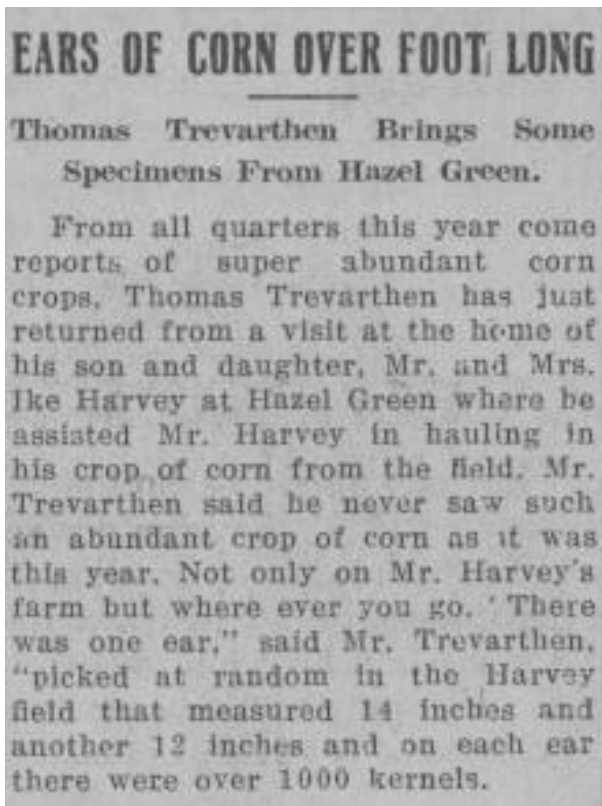 EARS OF CORN OVER FOOT LONG
Thomas Trevarthen Brings Some
Specimens From Hazel Green.
From all quarters this year come
reports of super abundant corn
crops. Thomas Trevarthen has just
returned from a visit at the home of
his son and daughter, Mr. and Mrs.
Ike Harvey at Hazel Green where he
assisted Mr. Harvey in hauling in
his crop of corn from the field. Mr.
Trevarthen said he never saw such
an abundant crop of corn as it was
this year. Not only on Mr. Harvey's
farm but where ever you go. ' There
was one ear," said Mr. Trevarthen,
"picked at random in the Harvey
field that measured 14 inches and
another 12 inches and on each ear
there were over 1000 kernels.